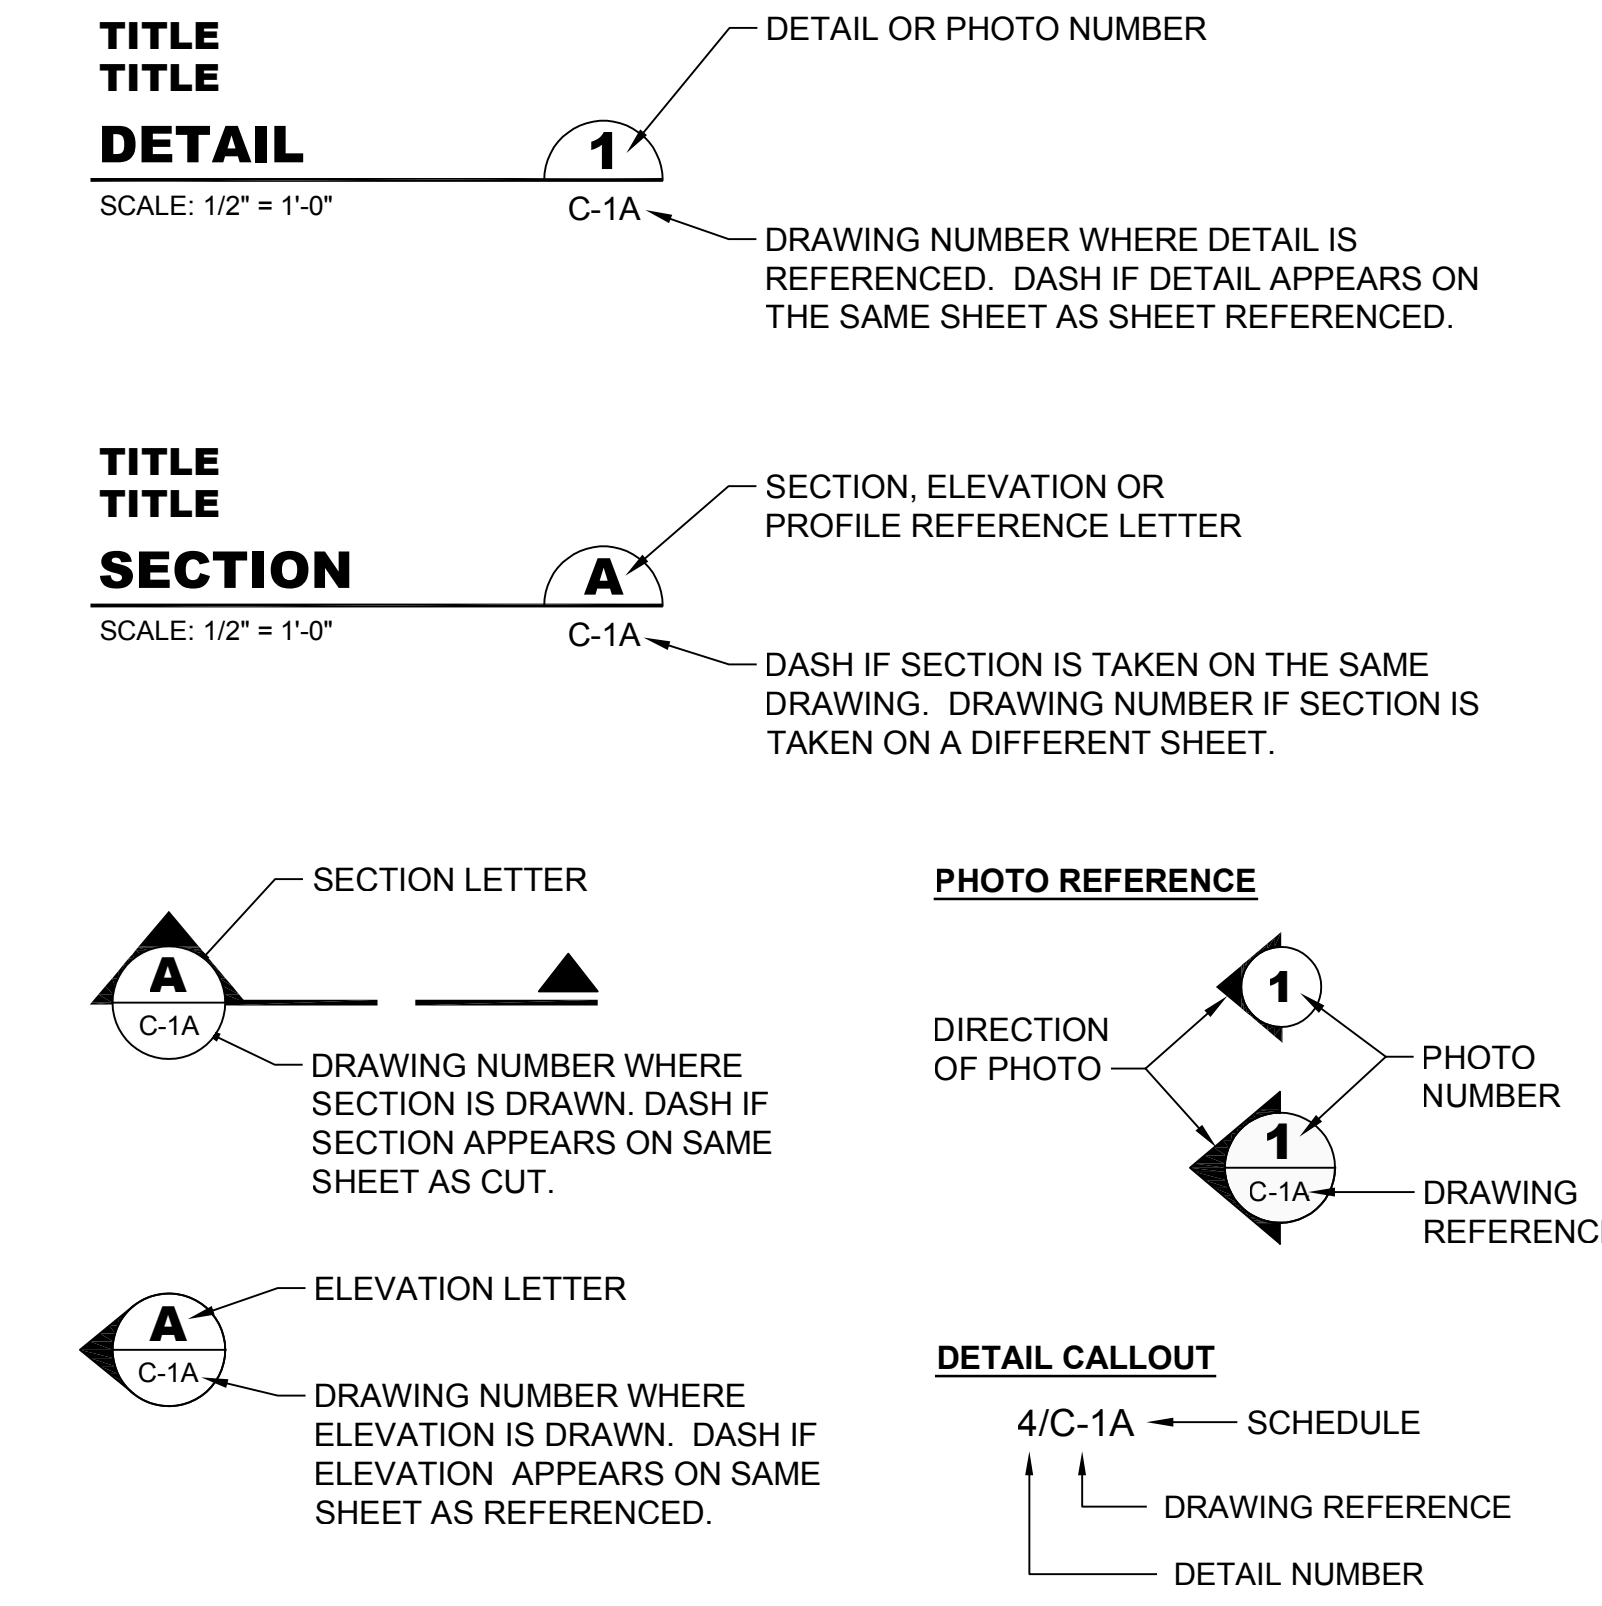 TITLE
TITLE
DETAIL
SCALE: 1/2" = 1'-0"
1
C-1A
DETAIL OR PHOTO NUMBER
DRAWING NUMBER WHERE DETAIL IS
REFERENCED.  DASH IF DETAIL APPEARS ON
THE SAME SHEET AS SHEET REFERENCED.
TITLE
TITLE
SECTION
SCALE: 1/2" = 1'-0"
A
C-1A
SECTION, ELEVATION OR
PROFILE REFERENCE LETTER
DASH IF SECTION IS TAKEN ON THE SAME
DRAWING.  DRAWING NUMBER IF SECTION IS
TAKEN ON A DIFFERENT SHEET.
SECTION LETTER
A
C-1A
DRAWING NUMBER WHERE
SECTION IS DRAWN. DASH IF
SECTION APPEARS ON SAME
SHEET AS CUT.
ELEVATION LETTER
A
C-1A
DRAWING NUMBER WHERE
ELEVATION IS DRAWN.  DASH IF
ELEVATION  APPEARS ON SAME
SHEET AS REFERENCED.
PHOTO REFERENCE
1
DIRECTION
OF PHOTO
PHOTO
NUMBER
1
C-1A
DRAWING
REFERENC
DETAIL CALLOUT
4/C-1A
SCHEDULE
DRAWING REFERENCE
DETAIL NUMBER